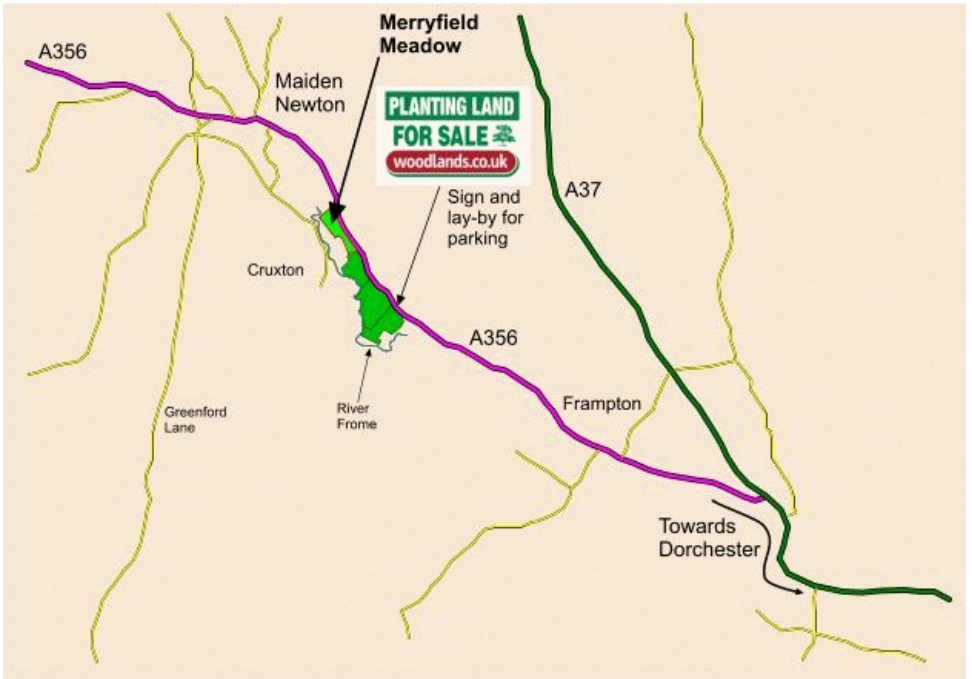 Merryfield
Meadow
A356
Maiden
Newton
PLANTING LAND
FOR SALE
woodlands.co.uk
A37
Sign and
lay-by for
parking
Cruxton
A356
Frampton
River
Frome
Greenford
Lane
Towards
Dorchester